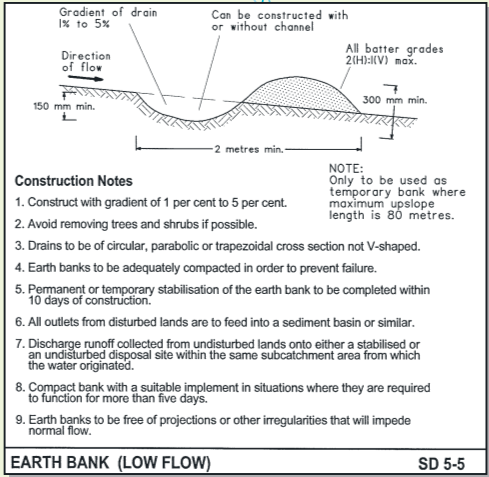 Gradient of drain
1% to 5%
Can be constructed with
or without channel
Direction
of flow
All batter grades
2(H):1(V) max.
150 mm min.
300 mm min.
2 metres min.
NOTE:
Only to be used as
temporary bank where
maximum upslope
length is 80 metres.
Construction Notes
1. Construct with gradient of 1 per cent to 5 per cent.
2. Avoid removing trees and shrubs if possible.
3. Drains to be of circular, parabolic or trapezoidal cross section not V-shaped.
4. Earth banks to be adequately compacted in order to prevent failure.
5. Permanent or temporary stabilisation of the earth bank to be completed within
10 days of construction.
6. All outlets from disturbed lands are to feed into a sediment basin or similar.
7. Discharge runoff collected from undisturbed lands onto either a stabilised or
an undisturbed disposal site within the same subcatchment area from which
the water originated.
8. Compact bank with a suitable implement in situations where they are required
to function for more than five days.
9. Earth banks to be free of projections or other irregularities that will impede
normal flow.
EARTH BANK (LOW FLOW)
SD 5-5